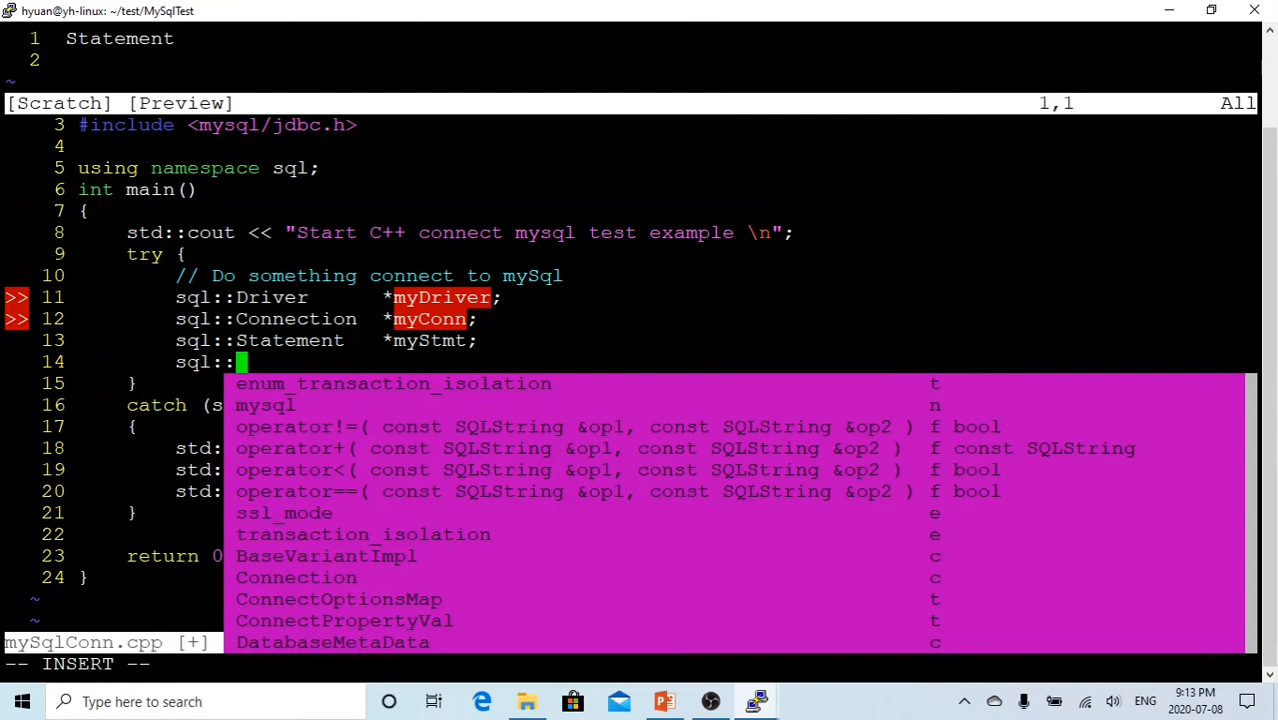 hyuan@yh-linux: ~/test/MySqlTest
1 Statement
2
~
[Scratch] [Preview] 1,1 All
3 #include <mysql/jdbc.h>
4
5 using namespace sql;
6 int main()
7 {
8 std::cout << "Start C++ connect mysql test example \n";
9 try {
10 // Do something connect to mySql
>> 11 sql::Driver *myDriver;
>> 12 sql::Connection *myConn;
13 sql::Statement *myStmt;
14 sql::
15 } enum_transaction_isolation t
16 catch (s mysql n
17 { operator!=( const SQLString &op1, const SQLString &op2 ) f bool
18 std: operator+( const SQLString &op1, const SQLString &op2 ) f const SQLString
19 std: operator<( const SQLString &op1, const SQLString &op2 ) f bool
20 std: operator==( const SQLString &op1, const SQLString &op2 ) f bool
21 } ssl_mode e
22 transaction_isolation e
23 return 0 BaseVariantImpl c
24 } Connection c
~ ConnectOptionsMap t
~ ConnectPropertyVal t
mySqlConn.cpp [+] DatabaseMetaData c
-- INSERT --
Type here to search
ENG
9:13 PM
2020-07-08